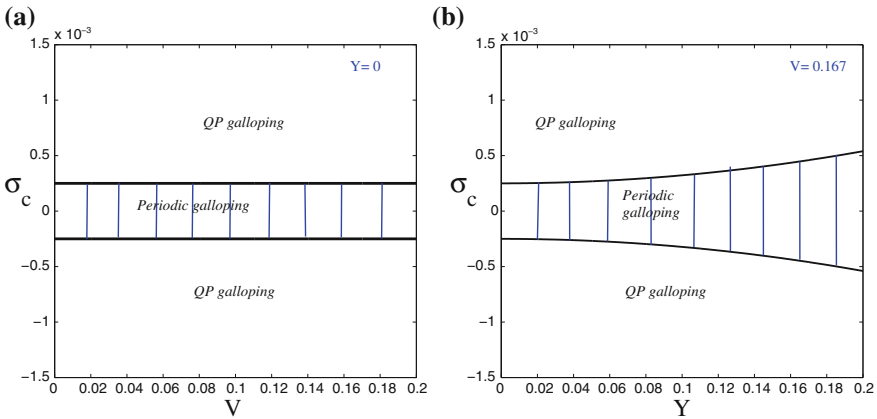 (a)
x 10⁻³
1.5
1
0.5
0
−0.5
−1
−1.5
σc
Y= 0
QP galloping
Periodic galloping
QP galloping
0 0.02 0.04 0.06 0.08 0.1 0.12 0.14 0.16 0.18 0.2
V
(b)
x 10⁻³
1.5
1
0.5
0
−0.5
−1
−1.5
σc
V= 0.167
QP galloping
Periodic
galloping
QP galloping
0 0.02 0.04 0.06 0.08 0.1 0.12 0.14 0.16 0.18 0.2
Y